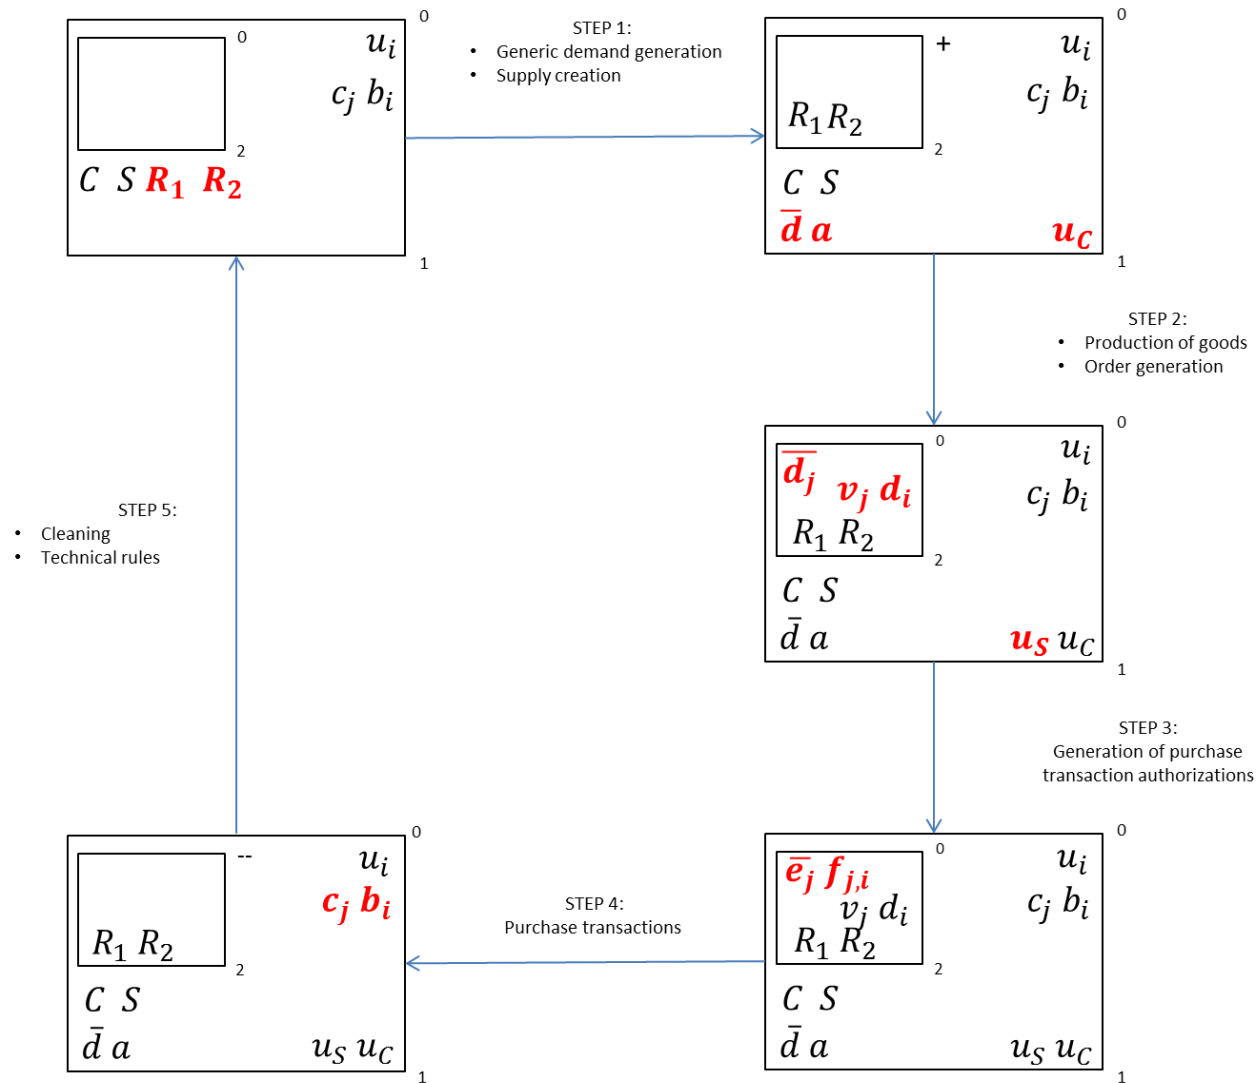 0
0
u_i
c_j b_i
2
C S R_1 R_2
1
STEP 1:
• Generic demand generation
• Supply creation
0
+
u_i
c_j b_i
R_1 R_2
2
C S
d̅ a
u_C
1
STEP 2:
• Production of goods
• Order generation
0
0
u_i
d̅_j̅
v_j d_i
c_j b_i
R_1 R_2
2
C S
d̅ a
u_S u_C
1
STEP 3:
Generation of purchase
transaction authorizations
0
0
u_i
e̅_j̅ f_{j,i}
v_j d_i
c_j b_i
R_1 R_2
2
C S
d̅ a
u_S u_C
1
STEP 4:
Purchase transactions
0
--
u_i
c_j b_i
R_1 R_2
2
C S
d̅ a
u_S u_C
1
STEP 5:
• Cleaning
• Technical rules